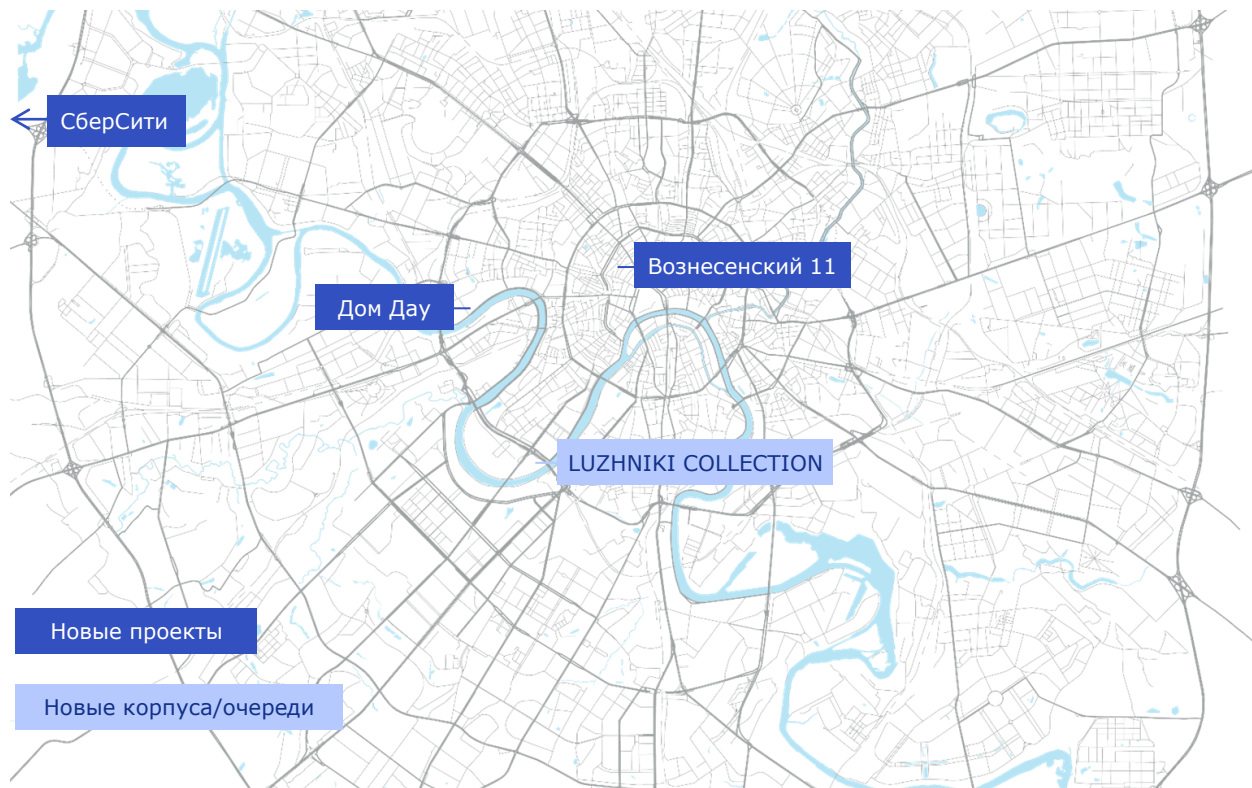 СберСити
Вознесенский 11
Дом Дау
LUZHNIKI COLLECTION
Новые проекты
Новые корпуса/очереди